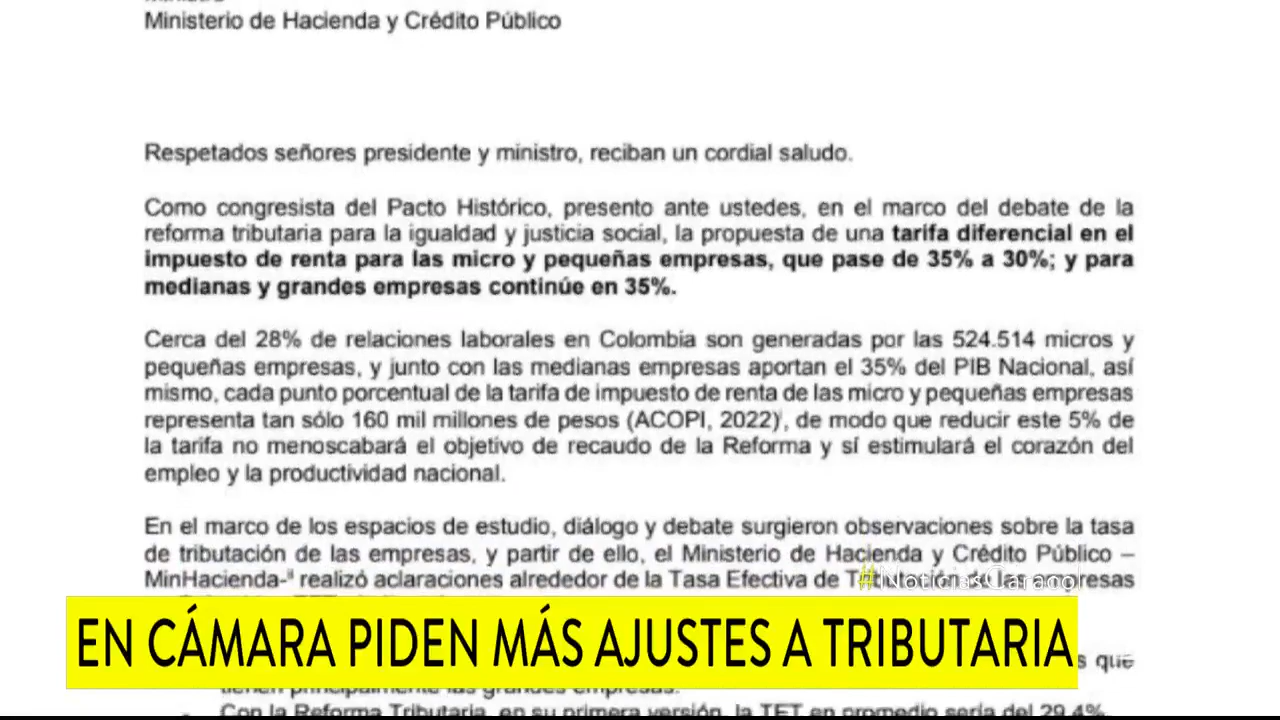 Ministerio de Hacienda y Crédito Público
Respetados señores presidente y ministro, reciban un cordial saludo.
Como congresista del Pacto Histórico, presento ante ustedes, en el marco del debate de la
reforma tributaria para la igualdad y justicia social, la propuesta de una tarifa diferencial en el
impuesto de renta para las micro y pequeñas empresas, que pase de 35% a 30%; y para
medianas y grandes empresas continúe en 35%.
Cerca del 28% de relaciones laborales en Colombia son generadas por las 524.514 micros y
pequeñas empresas, y junto con las medianas empresas aportan el 35% del PIB Nacional, así
mismo, cada punto porcentual de la tarifa de impuesto de renta de las micro y pequeñas empresas
representa tan sólo 160 mil millones de pesos (ACOPI, 2022)ⁱ, de modo que reducir este 5% de
la tarifa no menoscabará el objetivo de recaudo de la Reforma y sí estimulará el corazón del
empleo y la productividad nacional.
En el marco de los espacios de estudio, diálogo y debate surgieron observaciones sobre la tasa
de tributación de las empresas, y partir de ello, el Ministerio de Hacienda y Crédito Público –
MinHacienda-ⁱⁱ realizó aclaraciones alrededor de la Tasa Efectiva de empresas
#NoticiasCaracol
EN CÁMARA PIDEN MÁS AJUSTES A TRIBUTARIA
que
tienen principalmente las grandes empresas.
- Con la Reforma Tributaria, en su primera versión, la TET en promedio sería del 29,4%.